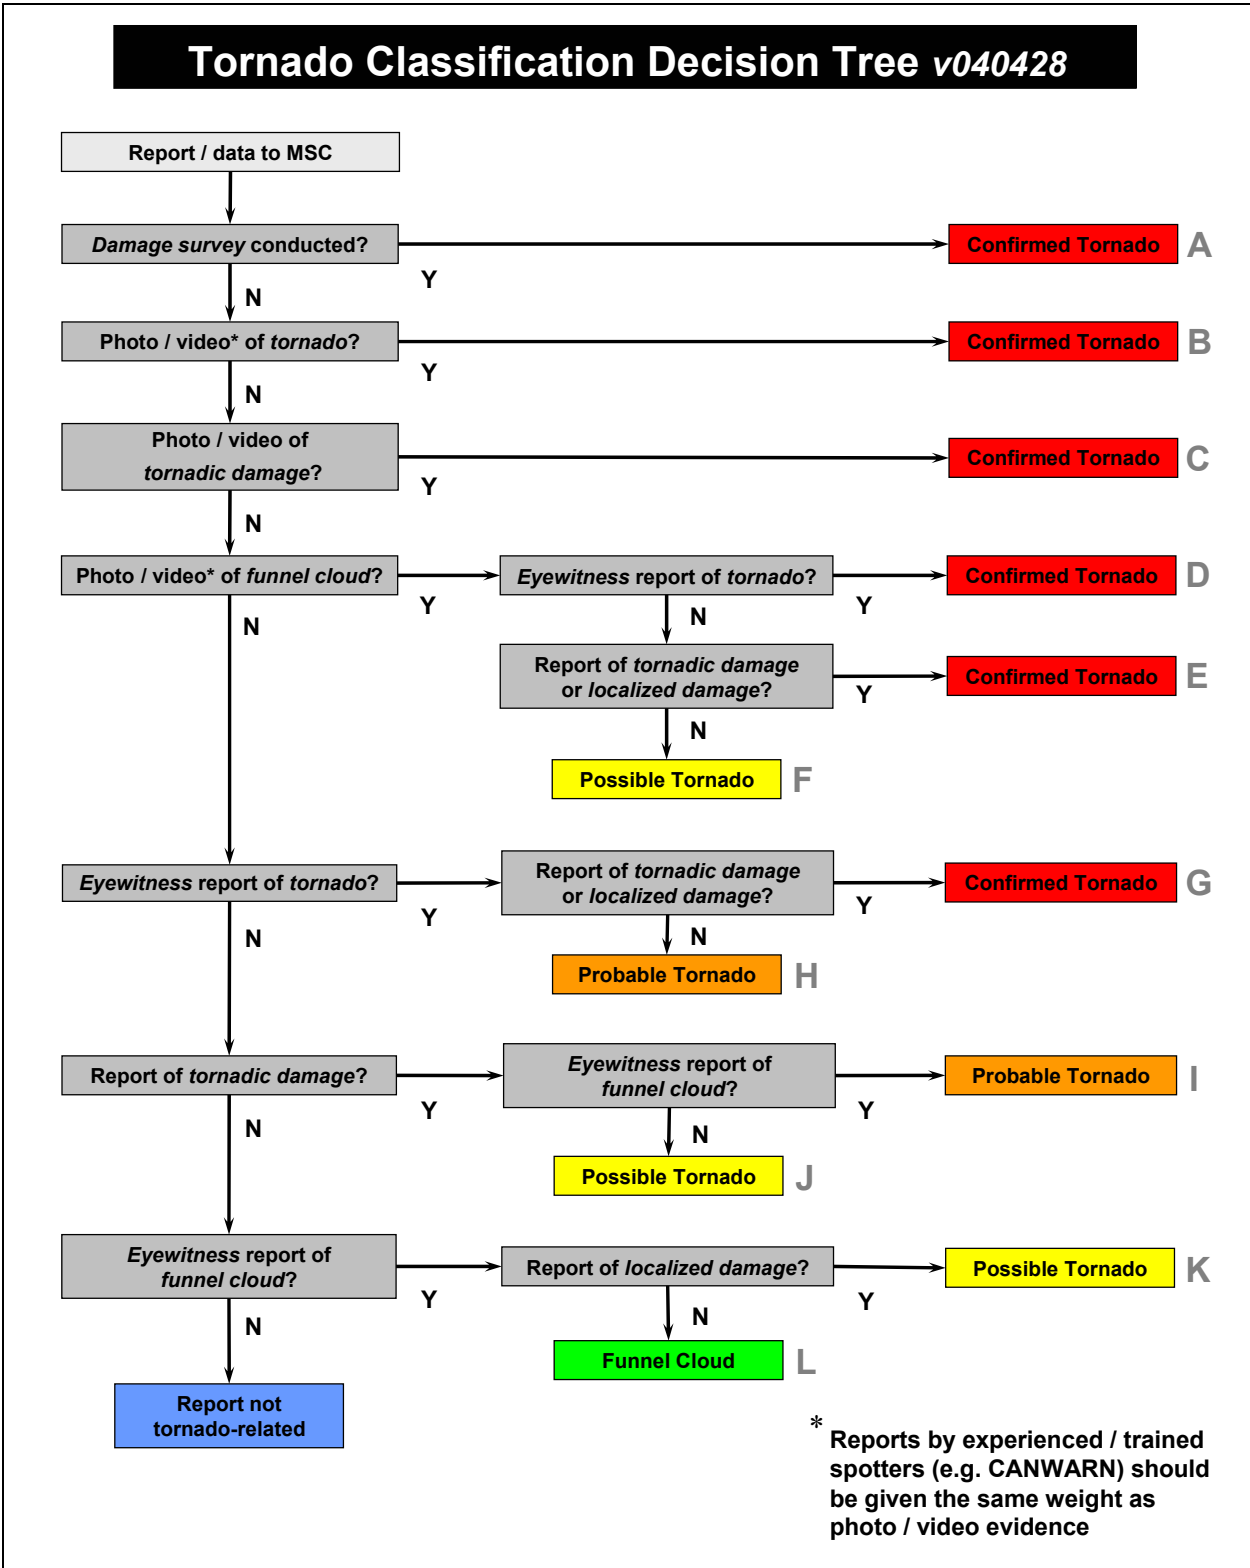 Tornado Classification Decision Tree v040428
Report / data to MSC
Damage survey conducted?
Y
Confirmed Tornado
A
N
Photo / video* of tornado?
Y
Confirmed Tornado
B
N
Photo / video of
tornadic damage?
Y
Confirmed Tornado
C
N
Photo / video* of funnel cloud?
Y
Eyewitness report of tornado?
Y
Confirmed Tornado
D
N
N
Report of tornadic damage
or localized damage?
Y
Confirmed Tornado
E
N
Possible Tornado
F
Eyewitness report of tornado?
Y
Report of tornadic damage
or localized damage?
Y
Confirmed Tornado
G
N
N
Probable Tornado
H
Report of tornadic damage?
Y
Eyewitness report of
funnel cloud?
Y
Probable Tornado
I
N
N
Possible Tornado
J
Eyewitness report of
funnel cloud?
Y
Report of localized damage?
Y
Possible Tornado
K
N
N
Funnel Cloud
L
Report not
tornado-related
* Reports by experienced / trained
spotters (e.g. CANWARN) should
be given the same weight as
photo / video evidence